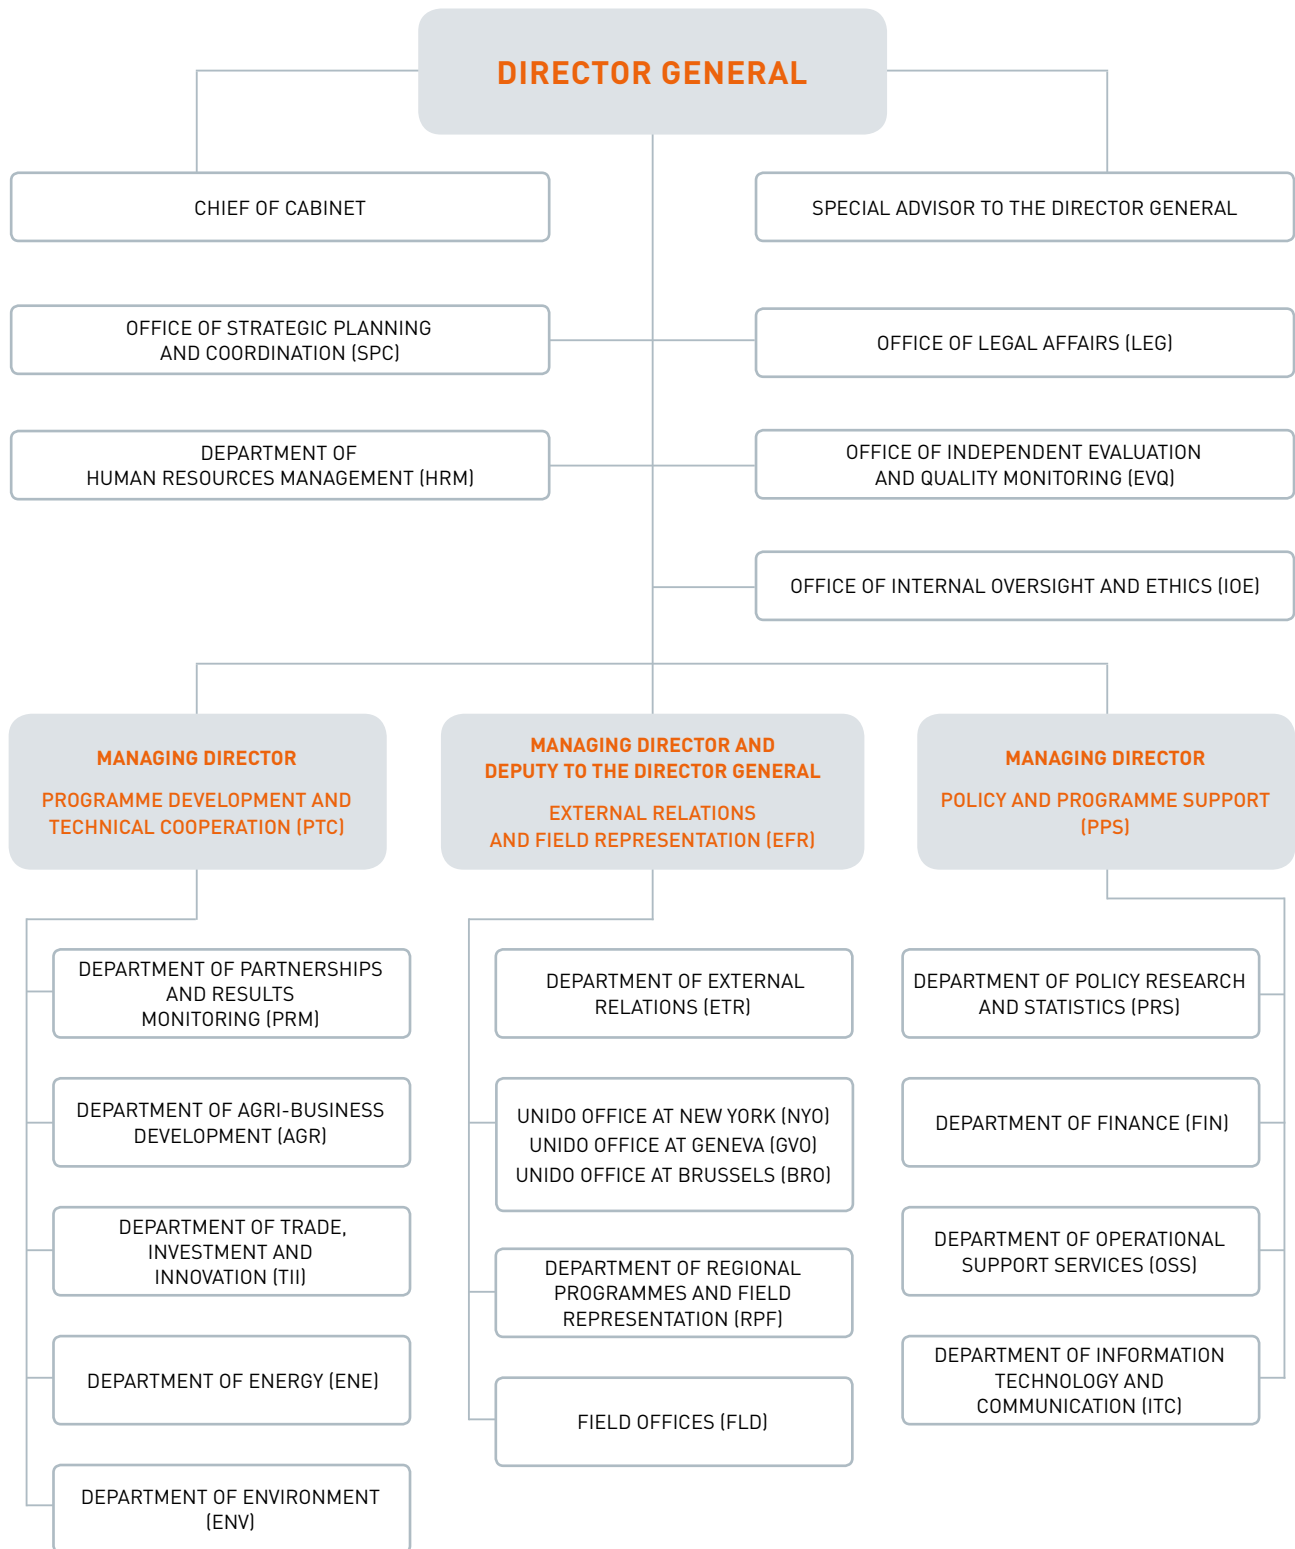 DIRECTOR GENERAL
CHIEF OF CABINET
SPECIAL ADVISOR TO THE DIRECTOR GENERAL
OFFICE OF STRATEGIC PLANNING
AND COORDINATION (SPC)
OFFICE OF LEGAL AFFAIRS (LEG)
DEPARTMENT OF
HUMAN RESOURCES MANAGEMENT (HRM)
OFFICE OF INDEPENDENT EVALUATION
AND QUALITY MONITORING (EVQ)
OFFICE OF INTERNAL OVERSIGHT AND ETHICS (IOE)
MANAGING DIRECTOR
PROGRAMME DEVELOPMENT AND
TECHNICAL COOPERATION (PTC)
MANAGING DIRECTOR AND
DEPUTY TO THE DIRECTOR GENERAL
EXTERNAL RELATIONS
AND FIELD REPRESENTATION (EFR)
MANAGING DIRECTOR
POLICY AND PROGRAMME SUPPORT
(PPS)
DEPARTMENT OF PARTNERSHIPS
AND RESULTS
MONITORING (PRM)
DEPARTMENT OF AGRI-BUSINESS
DEVELOPMENT (AGR)
DEPARTMENT OF TRADE,
INVESTMENT AND
INNOVATION (TII)
DEPARTMENT OF ENERGY (ENE)
DEPARTMENT OF ENVIRONMENT
(ENV)
DEPARTMENT OF EXTERNAL
RELATIONS (ETR)
UNIDO OFFICE AT NEW YORK (NYO)
UNIDO OFFICE AT GENEVA (GVO)
UNIDO OFFICE AT BRUSSELS (BRO)
DEPARTMENT OF REGIONAL
PROGRAMMES AND FIELD
REPRESENTATION (RPF)
FIELD OFFICES (FLD)
DEPARTMENT OF POLICY RESEARCH
AND STATISTICS (PRS)
DEPARTMENT OF FINANCE (FIN)
DEPARTMENT OF OPERATIONAL
SUPPORT SERVICES (OSS)
DEPARTMENT OF INFORMATION
TECHNOLOGY AND
COMMUNICATION (ITC)